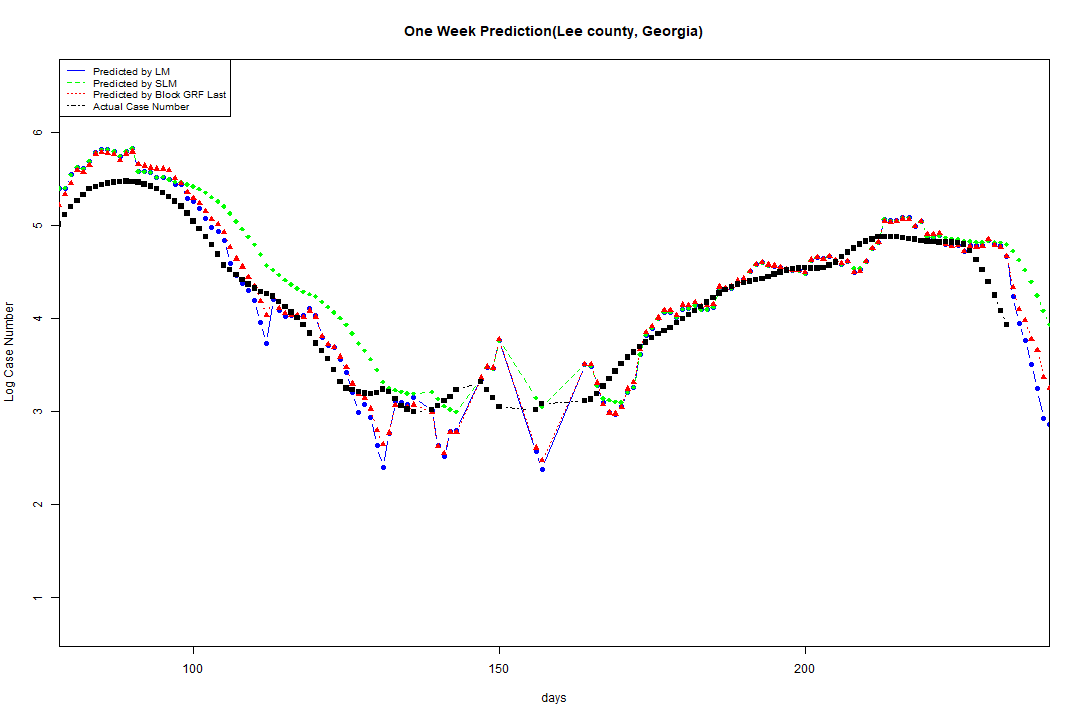 One Week Prediction(Lee county, Georgia)
Predicted by LM
Predicted by SLM
Predicted by Block GRF Last
Actual Case Number
6
5
4
3
2
1
Log Case Number
100 150 200
days